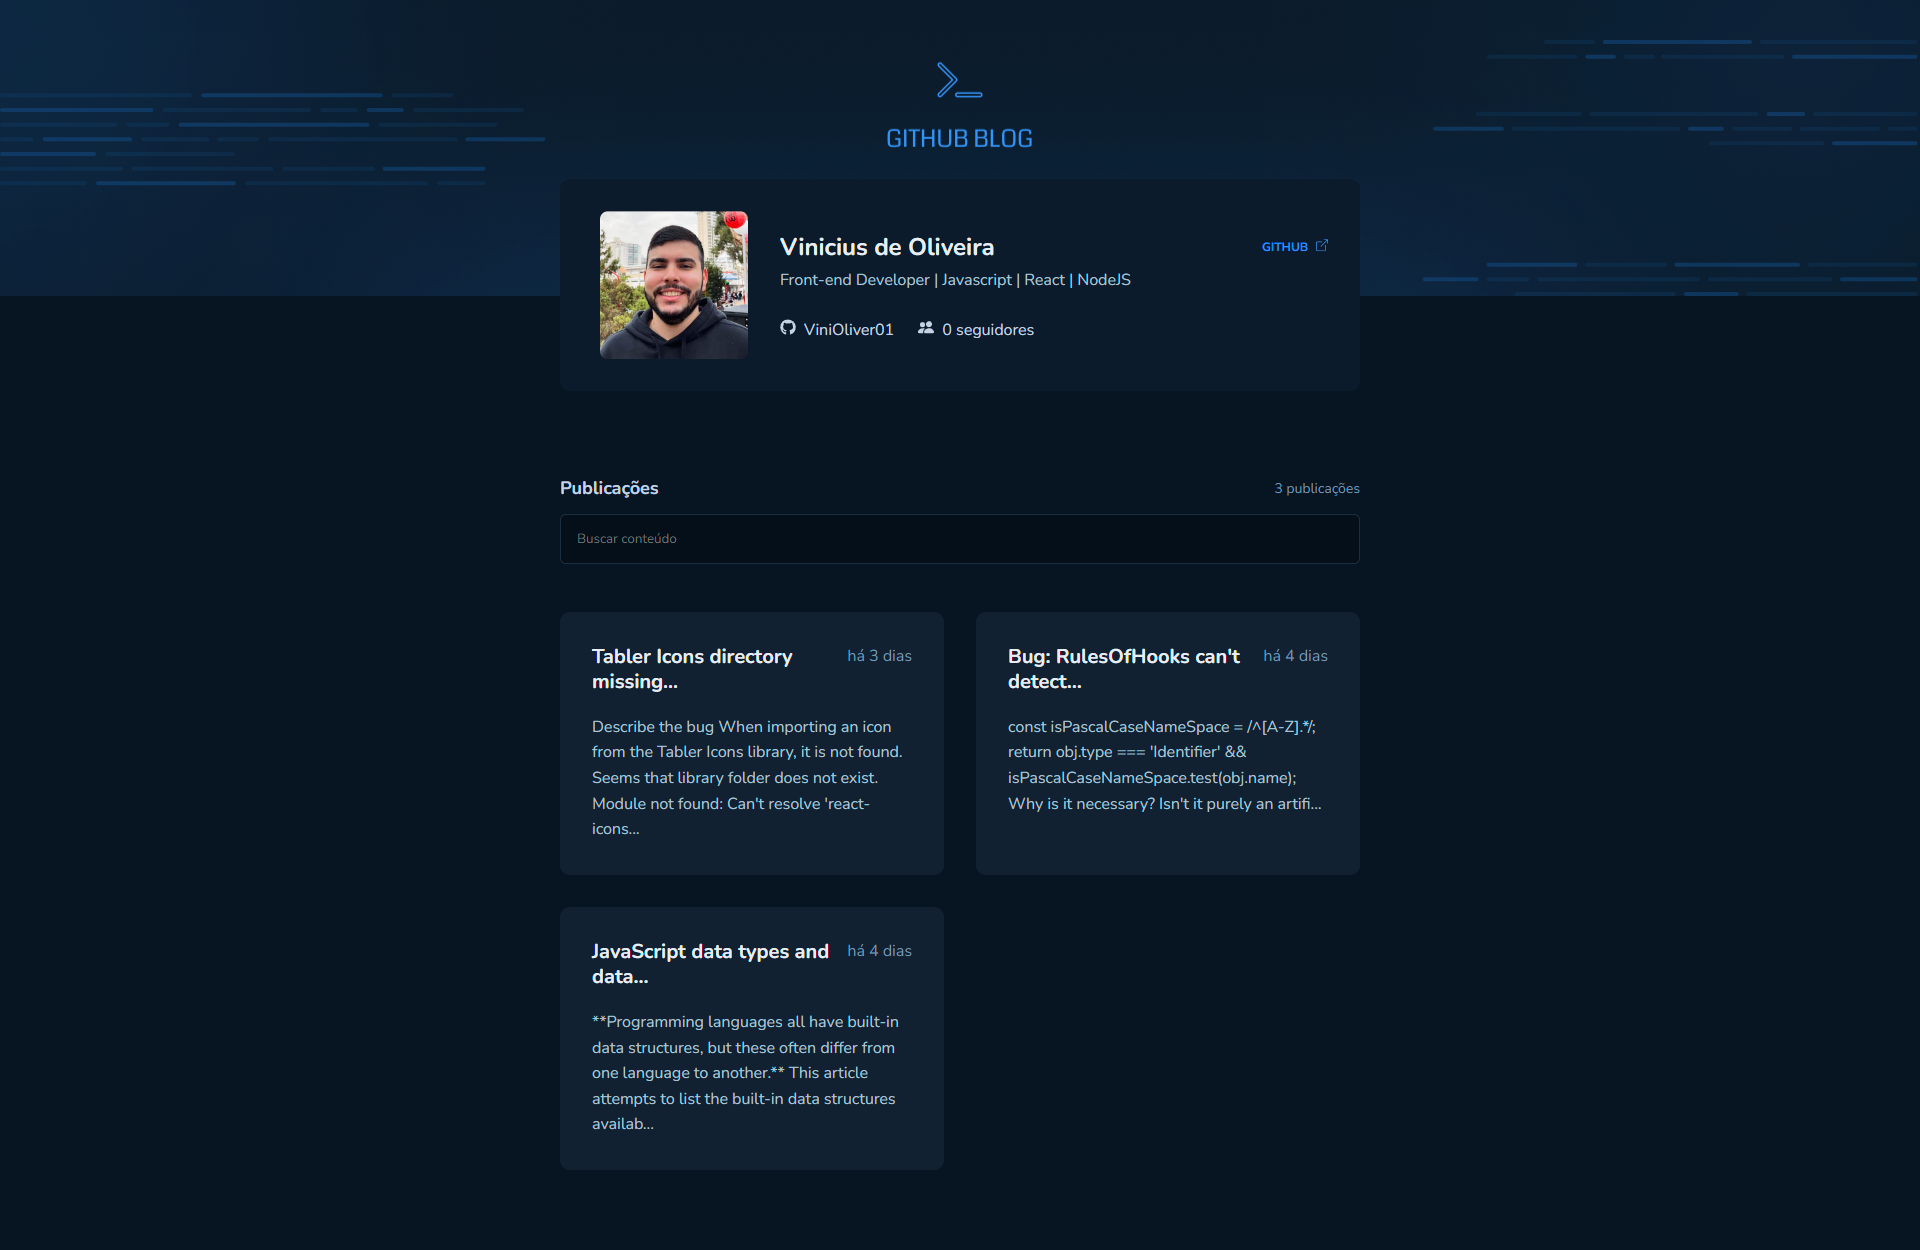 GITHUB BLOG
Vinicius de Oliveira
GITHUB
Front-end Developer | Javascript | React | NodeJS
ViniOliver01
0 seguidores
Publicações
3 publicações
Buscar conteúdo
Tabler Icons directory
missing...
há 3 dias
Describe the bug When importing an icon
from the Tabler Icons library, it is not found.
Seems that library folder does not exist.
Module not found: Can't resolve 'react-
icons...
Bug: RulesOfHooks can't
detect...
há 4 dias
const isPascalCaseNameSpace = /^[A-Z].*/;
return obj.type === 'Identifier' &&
isPascalCaseNameSpace.test(obj.name);
Why is it necessary? Isn't it purely an artifi...
JavaScript data types and
data...
há 4 dias
**Programming languages all have built-in
data structures, but these often differ from
one language to another.** This article
attempts to list the built-in data structures
availab...